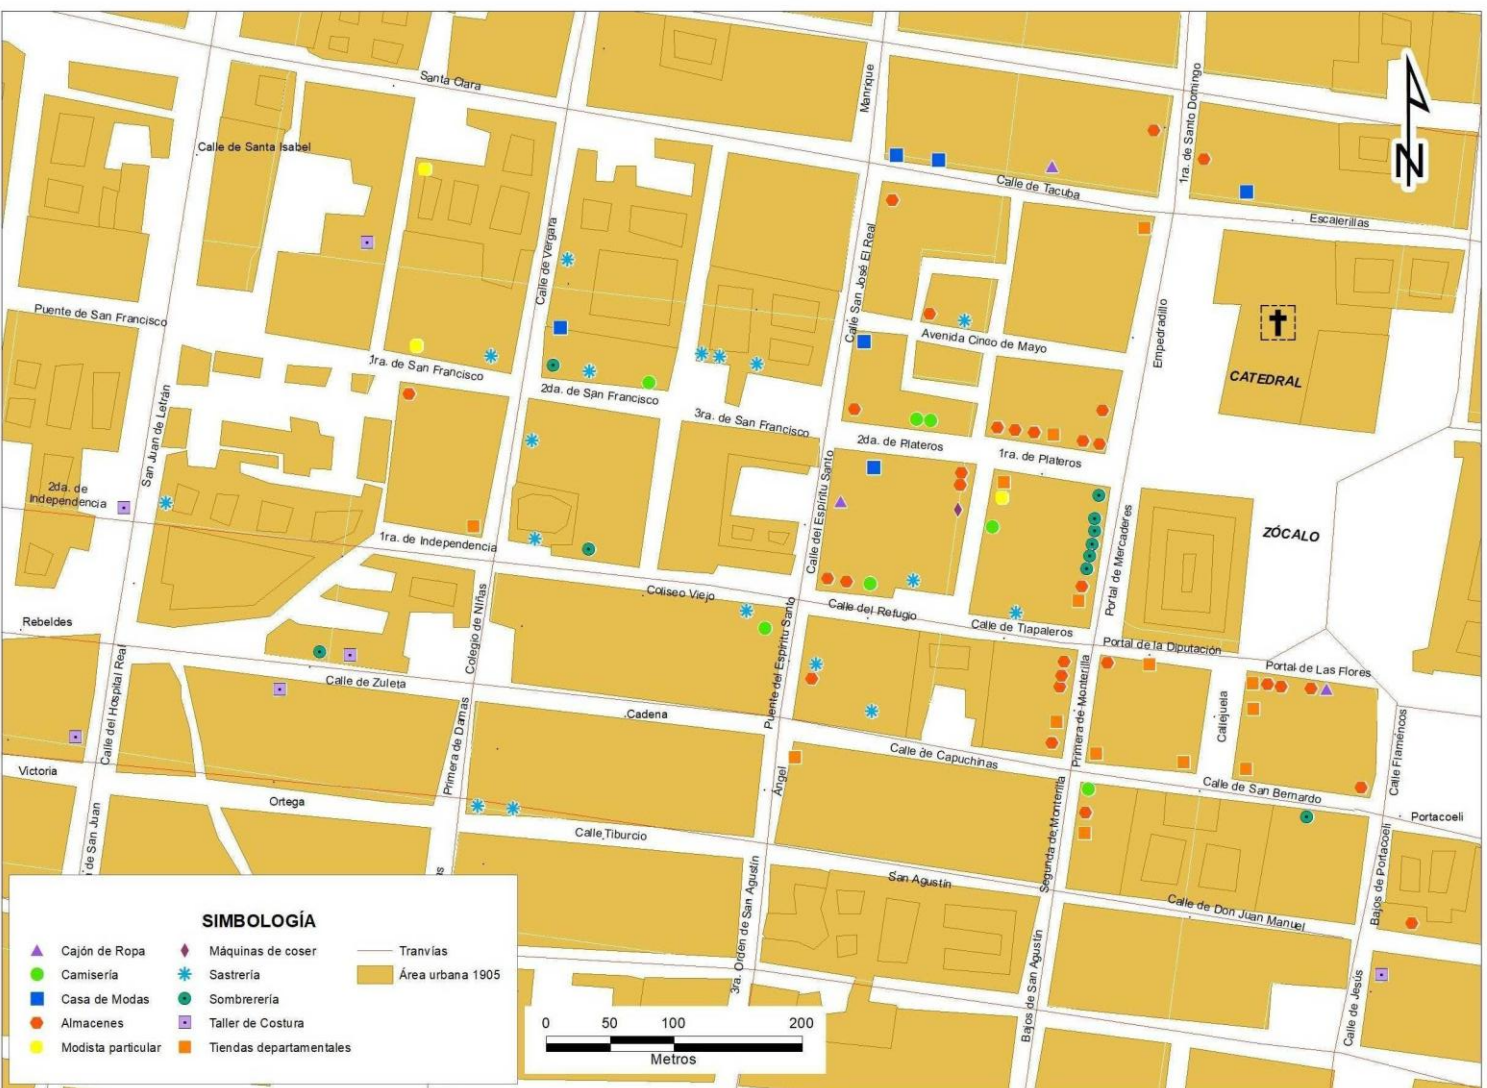 Santa Clara
Manrique
1ra. de Santo Domingo
Calle de Santa Isabel
Calle de Tacuba
N
Escalerillas
Calle de Vergara
Calle San José El Real
Puente de San Francisco
Avenida Cinco de Mayo
Empedradillo
1ra. de San Francisco
CATEDRAL
2da. de San Francisco
3ra. de San Francisco
2da. de Plateros
1ra. de Plateros
San Juan de Letrán
2da. de
Independencia
Calle del Espíritu Santo
ZÓCALO
1ra. de Independencia
Portal de Mercaderes
Coliseo Viejo
Calle del Refugio
Calle de Tlapaleros
Rebeldes
Colegio de NIñas
Portal de la Diputación
Portal de Las Flores
Puente del Espíritu Santo
Calle de Zuleta
Calle del Hospital Real
Primera de Monterilla
Callejuela
Cadena
Calle Flaméncos
Primera de Damas
Calle de Capuchinas
Victoria
Angel
Calle de San Bernardo
Ortega
Portacoeli
Calle Tiburcio
Segunda de Monterilla
de San Juan
Bajos de Portacoeli
San Agustín
3ra. Orden de San Agustín
Calle de Don Juan Manuel
Bajos de San Agustín
Calle de Jesús
SIMBOLOGÍA
Cajón de Ropa
Máquinas de coser
Tranvías
Camisería
Sastrería
Área urbana 1905
Casa de Modas
Sombrerería
Almacenes
Taller de Costura
Modista particular
Tiendas departamentales
0 50 100 200
Metros